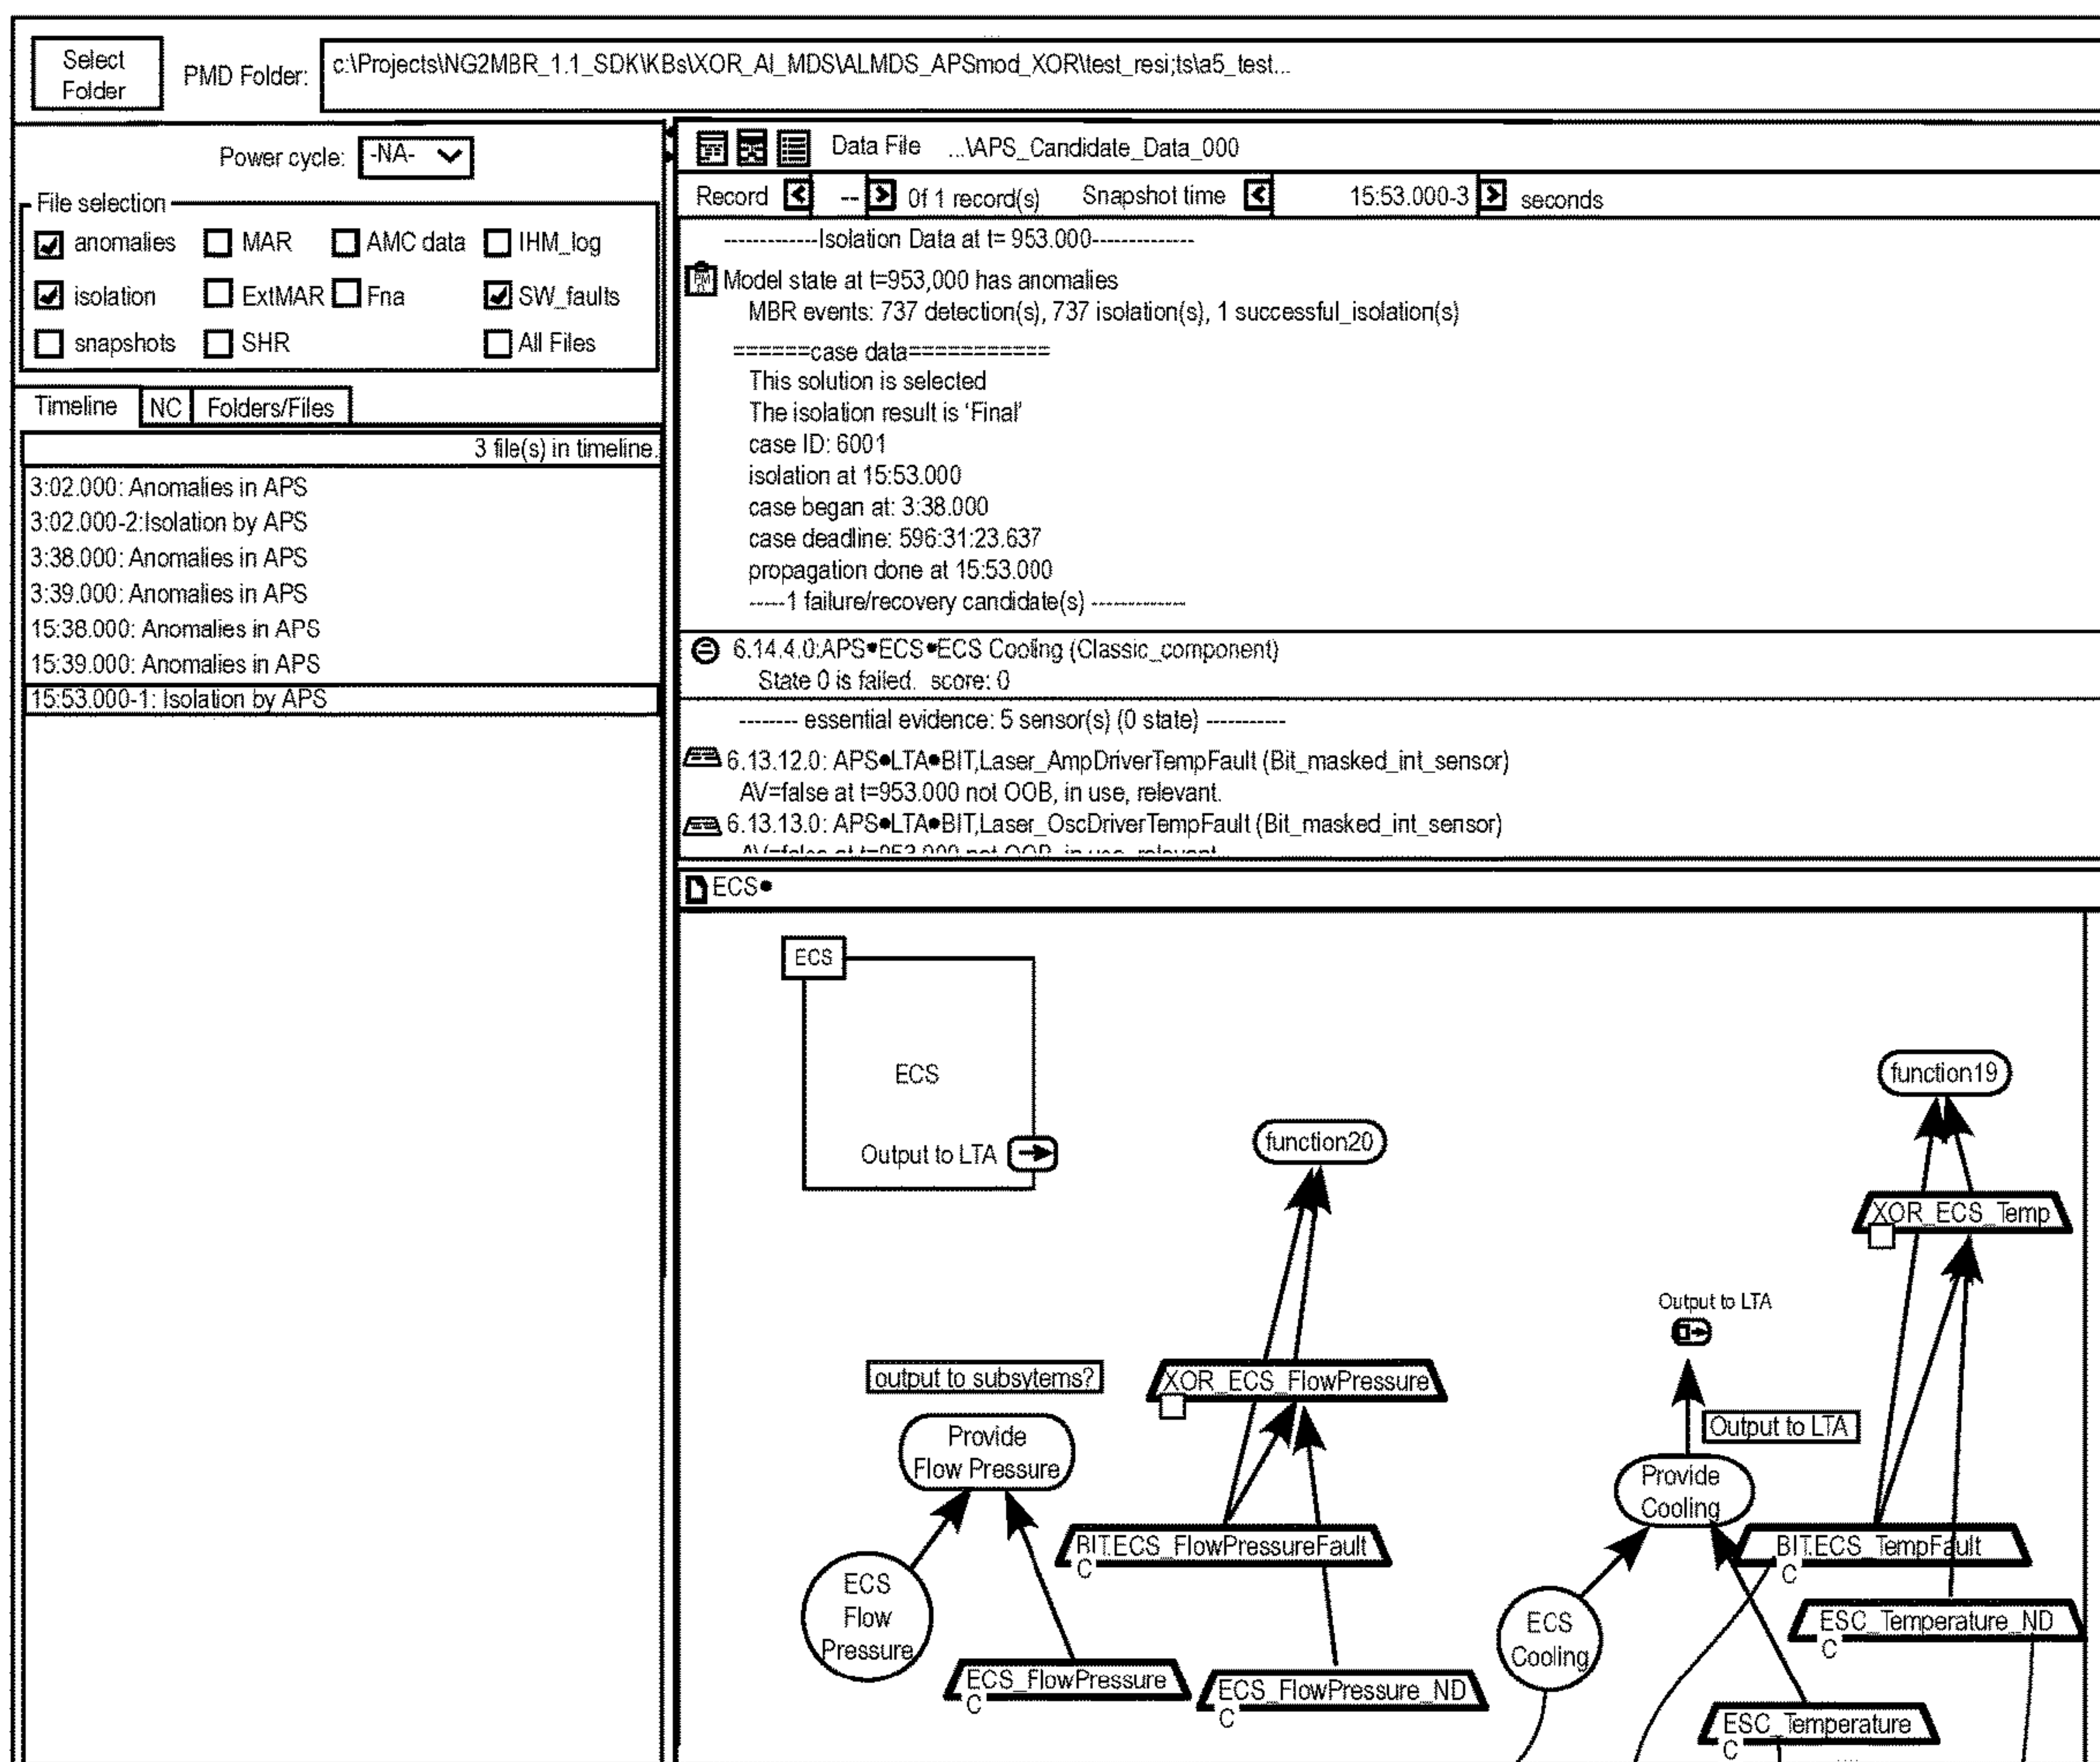 Select
Folder
PMD Folder:
c:\Projects\NG2MBR_1.1_SDK\KBs\XOR_AI_MDS\ALMDS_APSmod_XOR\test_resi;ts\a5_test...
Power cycle: -NA-
File selection
anomalies MAR AMC data IHM_log
isolation ExtMAR Fna SW_faults
snapshots SHR All Files
Timeline NC Folders/Files
3 file(s) in timeline.
3:02.000: Anomalies in APS
3:02.000-2:Isolation by APS
3:38.000: Anomalies in APS
3:39.000: Anomalies in APS
15:38.000: Anomalies in APS
15:39.000: Anomalies in APS
15:53.000-1: Isolation by APS
Data File ...\APS_Candidate_Data_000
Record -- 0f 1 record(s) Snapshot time 15:53.000-3 seconds
-------------Isolation Data at t= 953.000--------------
PM
Model state at t=953,000 has anomalies
MBR events: 737 detection(s), 737 isolation(s), 1 successful_isolation(s)
======case data===========
This solution is selected
The isolation result is 'Final'
case ID: 6001
isolation at 15:53.000
case began at: 3:38.000
case deadline: 596:31:23.637
propagation done at 15:53.000
-----1 failure/recovery candidate(s) -------------
6.14.4.0:APS•ECS•ECS Cooling (Classic_component)
State 0 is failed. score: 0
-------- essential evidence: 5 sensor(s) (0 state) -----------
6.13.12.0: APS•LTA•BIT,Laser_AmpDriverTempFault (Bit_masked_int_sensor)
AV=false at t=953.000 not OOB, in use, relevant.
6.13.13.0: APS•LTA•BIT,Laser_OscDriverTempFault (Bit_masked_int_sensor)
AV=false at t=953.000 not OOB, in use, relevant
ECS•
ECS
ECS
Output to LTA
function19
function20
XOR_ECS_Temp
Output to LTA
output to subsytems?
XOR_ECS_FlowPressure
Output to LTA
Provide
Flow Pressure
Provide
Cooling
BIT.ECS_FlowPressureFault
C
BIT.ECS_TempFault
C
ECS
Flow
Pressure
ECS
Cooling
ESC_Temperature_ND
C
ECS_FlowPressure
C
ECS_FlowPressure_ND
C
ESC_Temperature
C